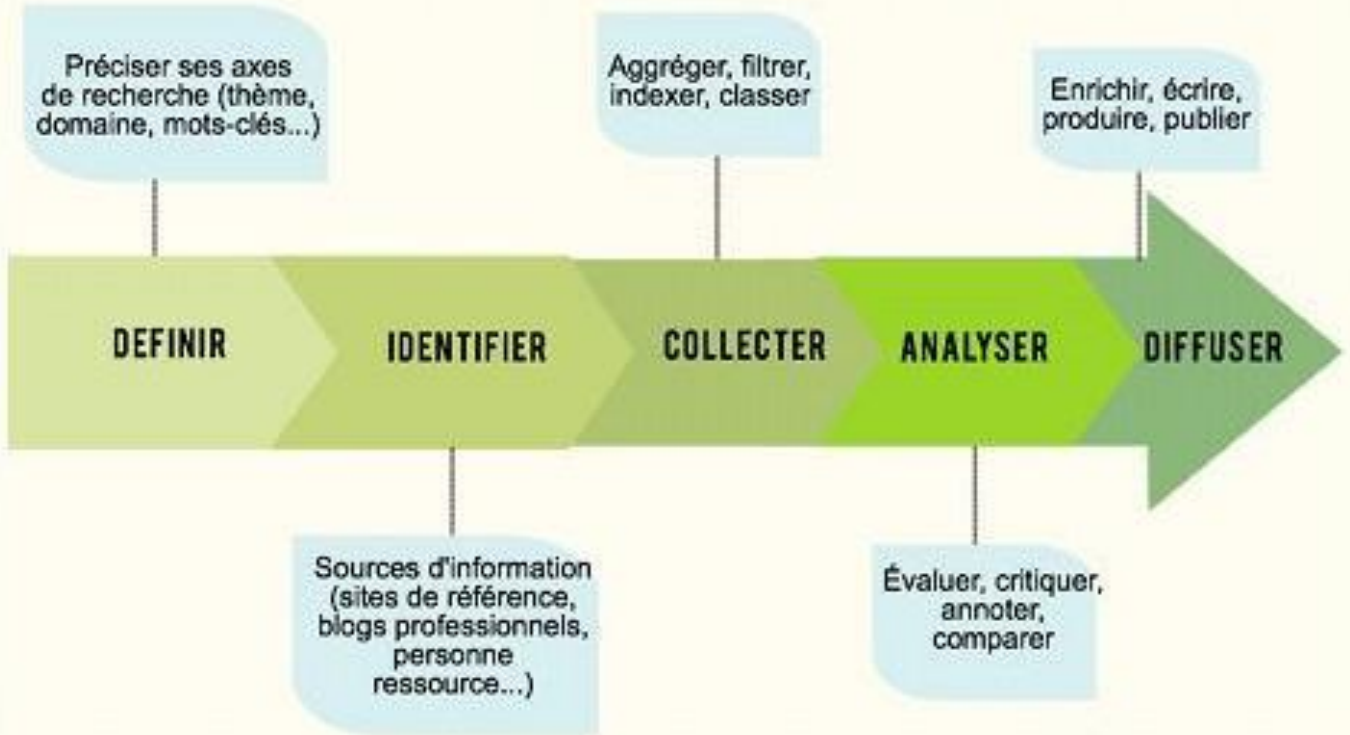 Préciser ses axes
de recherche (thème,
domaine, mots-clés...)
Aggréger, filtrer,
indexer, classer
Enrichir, écrire,
produire, publier
DEFINIR
IDENTIFIER
COLLECTER
ANALYSER
DIFFUSER
Sources d'information
(sites de référence,
blogs professionnels,
personne
ressource...)
Évaluer, critiquer,
annoter,
comparer